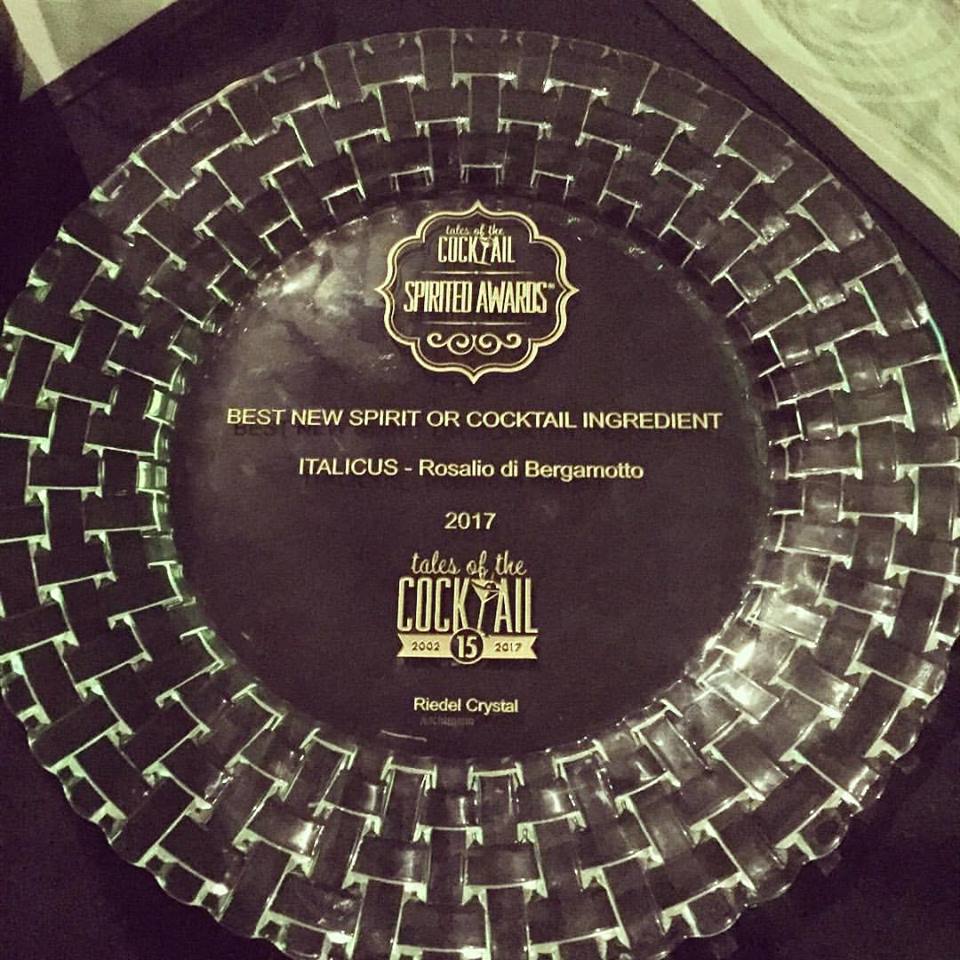 tales of the
COCKTAIL
SPIRITED AWARDS
BEST NEW SPIRIT OR COCKTAIL INGREDIENT
ITALICUS - Rosalio di Bergamotto
2017
tales of the
COCKTAIL
2002 15 2017
Riedel Crystal